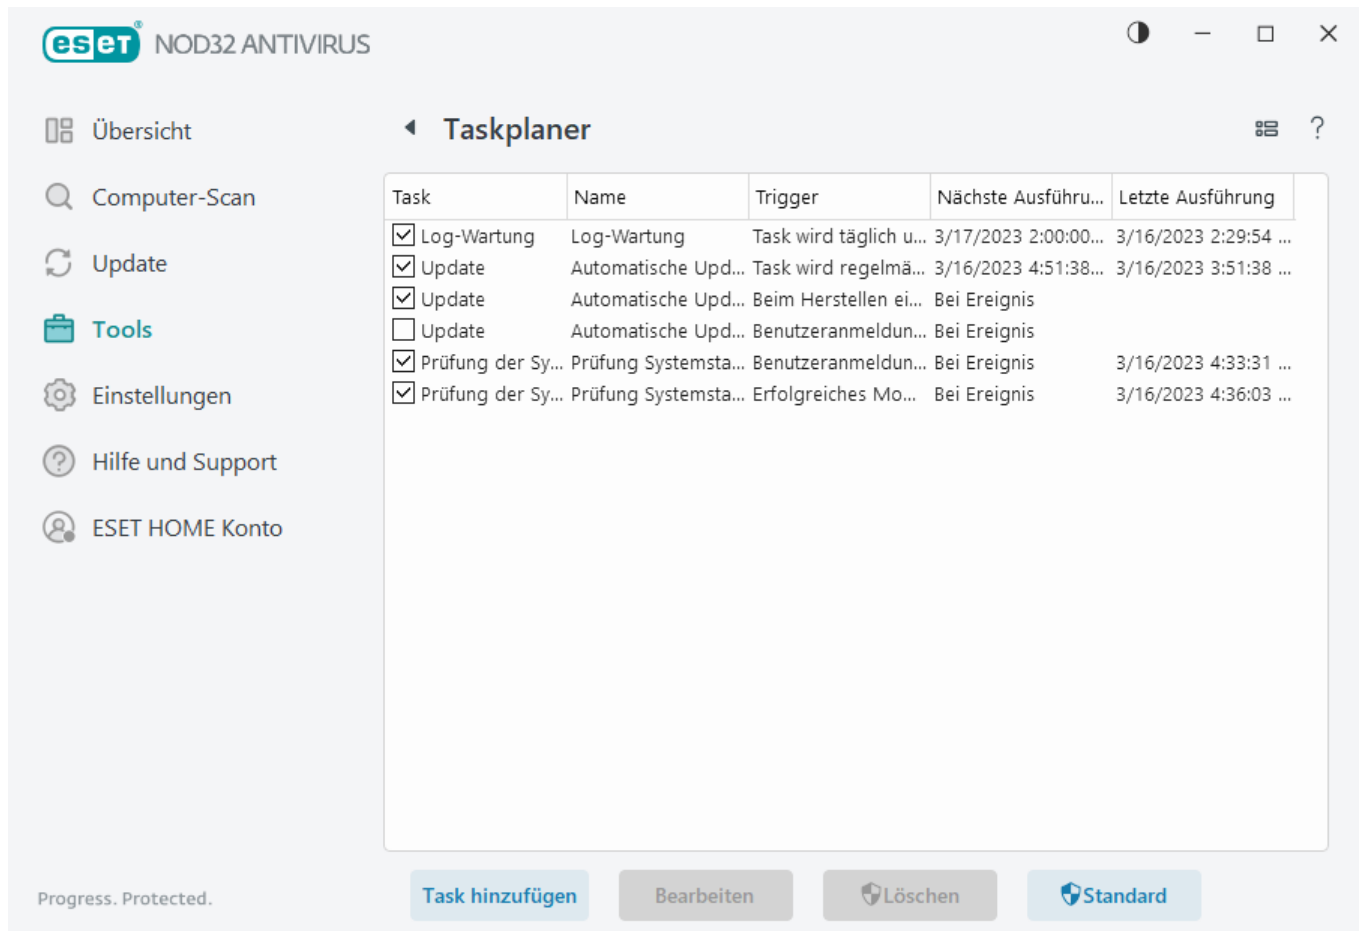 eset® NOD32 ANTIVIRUS
Übersicht
Computer-Scan
Update
Tools
Einstellungen
Hilfe und Support
ESET HOME Konto
Progress. Protected.
Taskplaner ?
Task Name Trigger Nächste Ausführu... Letzte Ausführung
Log-Wartung Log-Wartung Task wird täglich u... 3/17/2023 2:00:00... 3/16/2023 2:29:54 ...
Update Automatische Upd... Task wird regelmä... 3/16/2023 4:51:38... 3/16/2023 3:51:38 ...
Update Automatische Upd... Beim Herstellen ei... Bei Ereignis
Update Automatische Upd... Benutzeranmeldun... Bei Ereignis
Prüfung der Sy... Prüfung Systemsta... Benutzeranmeldun... Bei Ereignis 3/16/2023 4:33:31 ...
Prüfung der Sy... Prüfung Systemsta... Erfolgreiches Mo... Bei Ereignis 3/16/2023 4:36:03 ...
Task hinzufügen Bearbeiten Löschen Standard